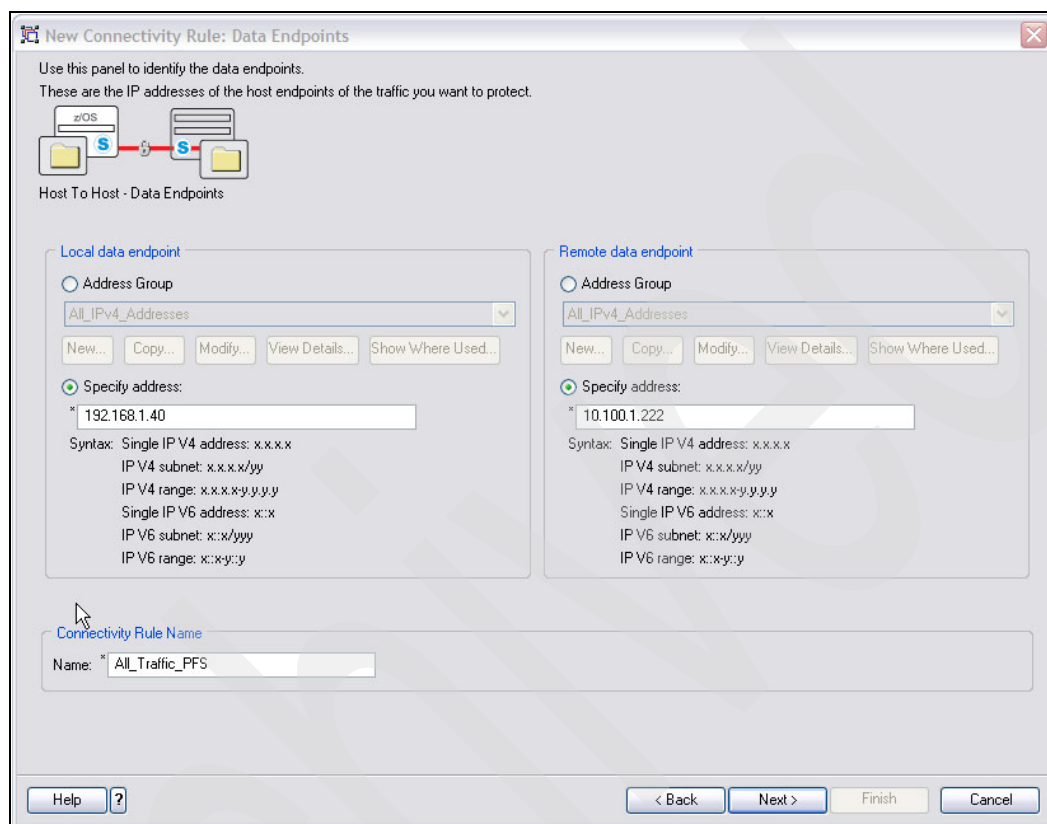 New Connectivity Rule: Data Endpoints
Use this panel to identify the data endpoints.
These are the IP addresses of the host endpoints of the traffic you want to protect.
z/OS
S
S
Host To Host - Data Endpoints
Local data endpoint
Address Group
All_IPv4_Addresses
New... Copy... Modify... View Details... Show Where Used...
Specify address:
* 192.168.1.40
Syntax: Single IP V4 address: x.x.x.x
IP V4 subnet: x.x.x.x/yy
IP V4 range: x.x.x.x-y.y.y.y
Single IP V6 address: x::x
IP V6 subnet: x::x/yyy
IP V6 range: x::x-y::y
Remote data endpoint
Address Group
All_IPv4_Addresses
New... Copy... Modify... View Details... Show Where Used...
Specify address:
* 10.100.1.222
Syntax: Single IP V4 address: x.x.x.x
IP V4 subnet: x.x.x.x/yy
IP V4 range: x.x.x.x-y.y.y.y
Single IP V6 address: x::x
IP V6 subnet: x::x/yyy
IP V6 range: x::x-y::y
Connectivity Rule Name
Name: * All_Traffic_PFS
Help ? < Back Next > Finish Cancel